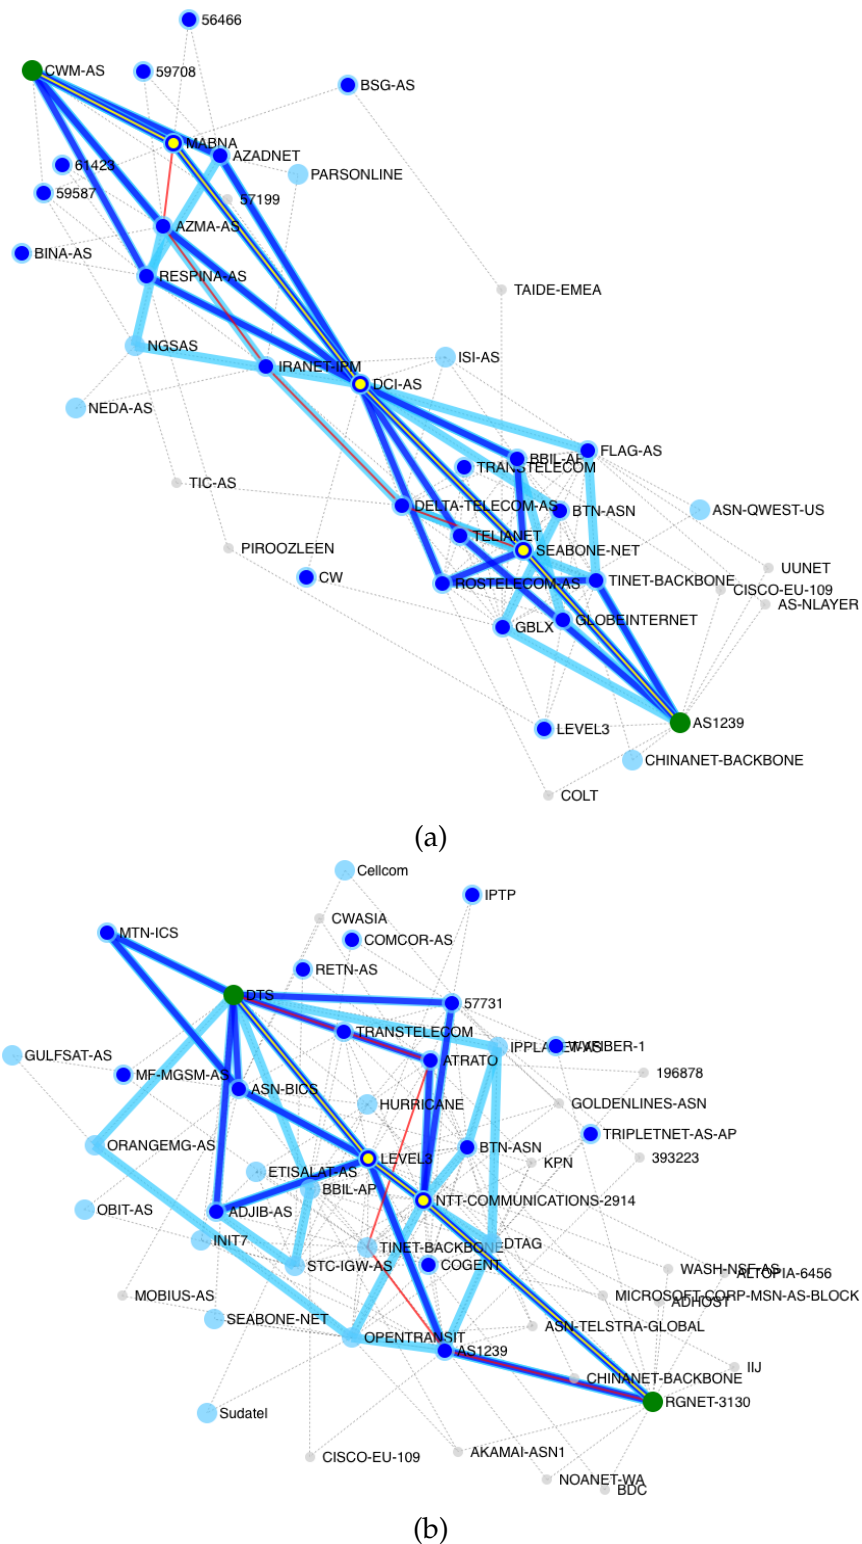 56466
CWM-AS
59708
BSG-AS
MABNA
AZADNET
61423
PARSONLINE
59587
57199
AZMA-AS
BINA-AS
RESPINA-AS
TAIDE-EMEA
NGSAS
ISI-AS
IRANET-IPM
DCI-AS
NEDA-AS
FLAG-AS
BBIL-AP
TRANSTELECOM
TIC-AS
DELTA-TELECOM-AS
BTN-ASN
ASN-QWEST-US
TELIANET
PIROOZLEEN
SEABONE-NET
UUNET
CW
ROSTELECOM-AS
TINET-BACKBONE
CISCO-EU-109
AS-NLAYER
GBLX
GLOBEINTERNET
AS1239
LEVEL3
CHINANET-BACKBONE
COLT
(a)
Cellcom
IPTP
CWASIA
MTN-ICS
COMCOR-AS
RETN-AS
DTS
57731
TRANSTELECOM
IPPLANET-AS
GULFSAT-AS
ATRATO
MF-MGSM-AS
196878
ASN-BICS
HURRICANE
GOLDENLINES-ASN
TRIPLETNET-AS-AP
ORANGEMG-AS
BTN-ASN
LEVEL3
KPN
393223
ETISALAT-AS
BBIL-AP
NTT-COMMUNICATIONS-2914
OBIT-AS
ADJIB-AS
INIT7
TINET-BACKBONE
DTAG
STC-IGW-AS
COGENT
WASH-NSF-AS
ALTOPIA-6456
MOBIUS-AS
MICROSOFT-CORP-MSN-AS-BLOCK
ADHOST
SEABONE-NET
ASN-TELSTRA-GLOBAL
OPENTRANSIT
AS1239
IIJ
CHINANET-BACKBONE
RGNET-3130
Sudatel
AKAMAI-ASN1
CISCO-EU-109
NOANET-WA
BDC
(b)